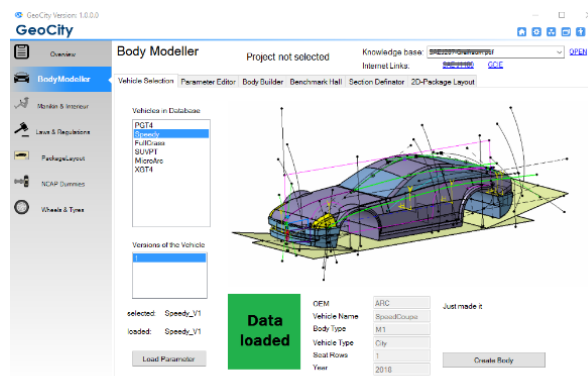 GeoCity Version: 1.0.0.0
GeoCity
Overview
BodyModeller
Monitor & Interieur
Laws & Regulations
PackageLayout
NCAP Dummies
Wheels & Tyres
Body Modeller
Project not selected
Knowledge base:
OPEN
Internet Links:
GCIE
Vehicle Selection
Parameter Editor
Body Builder
Benchmark Hall
Section Definator
2D-Package Layout
Vehicles in Database
PGT4
Speedy
FullCrass
SUVPT
MicroArc
XGT4
Versions of the Vehicle
1
selected: Speedy_V1
loaded: Speedy_V1
Load Parameter
Data
loaded
OEM ARC
Vehicle Name SpeedCoupe
Body Type M1
Vehicle Type City
Seat Rows 1
Year 2018
Just made it
Create Body